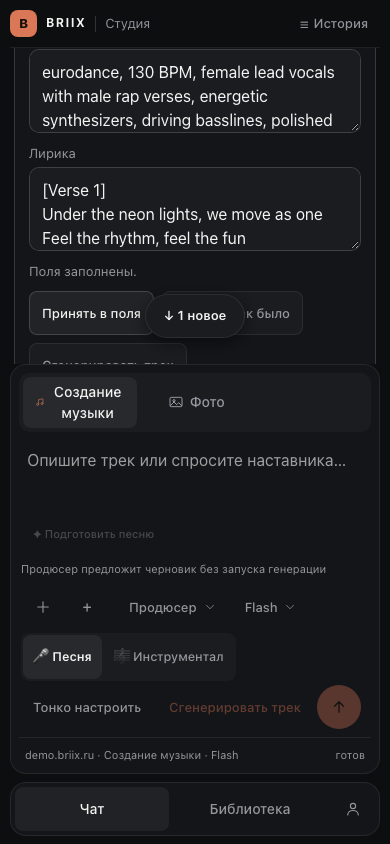 B BRIIX Студия История
eurodance, 130 BPM, female lead vocals
with male rap verses, energetic
synthesizers, driving basslines, polished
Лирика
[Verse 1]
Under the neon lights, we move as one
Feel the rhythm, feel the fun
Поля заполнены.
Принять в поля ↓ 1 новое к было
Создание
музыки
Фото
Опишите трек или спросите наставника...
Подготовить песню
Продюсер предложит черновик без запуска генерации
Продюсер Flash
Песня Инструментал
Тонко настроить Сгенерировать трек
demo.briix.ru · Создание музыки · Flash готов
Чат Библиотека